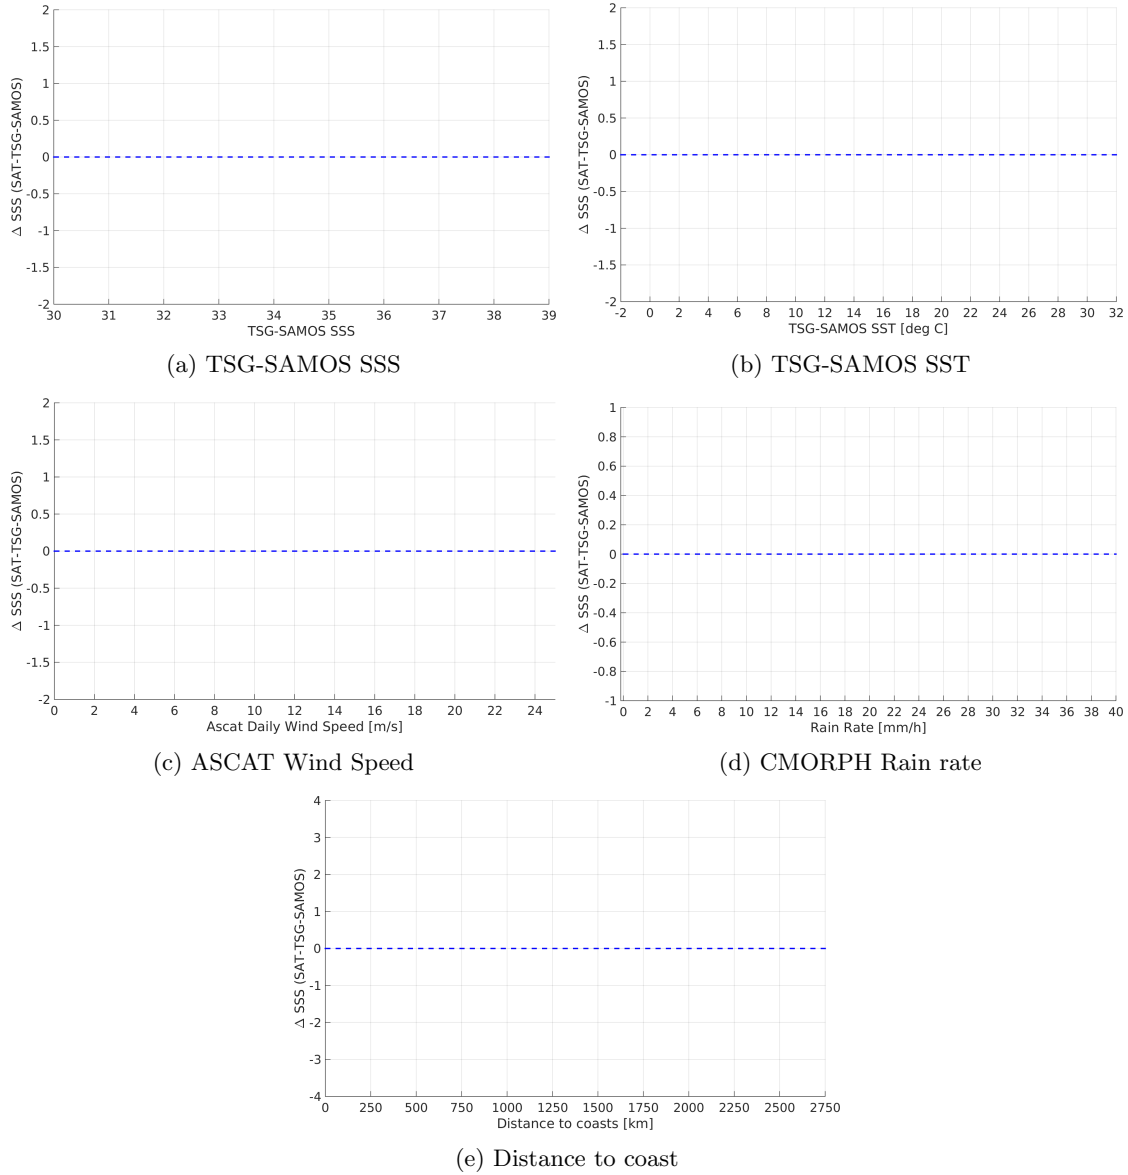 2
1.5
1
0.5
0
-0.5
-1
-1.5
-2
Δ SSS (SAT-TSG-SAMOS)
30 31 32 33 34 35 36 37 38 39
TSG-SAMOS SSS
(a) TSG-SAMOS SSS
2
1.5
1
0.5
0
-0.5
-1
-1.5
-2
Δ SSS (SAT-TSG-SAMOS)
-2 0 2 4 6 8 10 12 14 16 18 20 22 24 26 28 30 32
TSG-SAMOS SST [deg C]
(b) TSG-SAMOS SST
2
1.5
1
0.5
0
-0.5
-1
-1.5
-2
Δ SSS (SAT-TSG-SAMOS)
0 2 4 6 8 10 12 14 16 18 20 22 24
Ascat Daily Wind Speed [m/s]
(c) ASCAT Wind Speed
1
0.8
0.6
0.4
0.2
0
-0.2
-0.4
-0.6
-0.8
-1
Δ SSS (SAT-TSG-SAMOS)
0 2 4 6 8 10 12 14 16 18 20 22 24 26 28 30 32 34 36 38 40
Rain Rate [mm/h]
(d) CMORPH Rain rate
4
3
2
1
0
-1
-2
-3
-4
Δ SSS (SAT-TSG-SAMOS)
0 250 500 750 1000 1250 1500 1750 2000 2250 2500 2750
Distance to coasts [km]
(e) Distance to coast